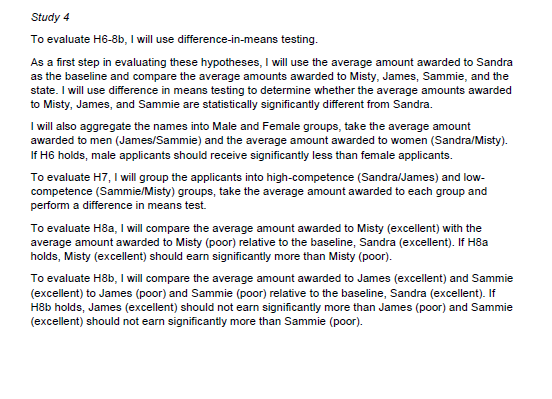 Study 4
To evaluate H6-8b, I will use difference-in-means testing.
As a first step in evaluating these hypotheses, I will use the average amount awarded to Sandra
as the baseline and compare the average amounts awarded to Misty, James, Sammie, and the
state. I will use difference in means testing to determine whether the average amounts awarded
to Misty, James, and Sammie are statistically significantly different from Sandra.
I will also aggregate the names into Male and Female groups, take the average amount
awarded to men (James/Sammie) and the average amount awarded to women (Sandra/Misty).
If H6 holds, male applicants should receive significantly less than female applicants.
To evaluate H7, I will group the applicants into high-competence (Sandra/James) and low-
competence (Sammie/Misty) groups, take the average amount awarded to each group and
perform a difference in means test.
To evaluate H8a, I will compare the average amount awarded to Misty (excellent) with the
average amount awarded to Misty (poor) relative to the baseline, Sandra (excellent). If H8a
holds, Misty (excellent) should earn significantly more than Misty (poor).
To evaluate H8b, I will compare the average amount awarded to James (excellent) and Sammie
(excellent) to James (poor) and Sammie (poor) relative to the baseline, Sandra (excellent). If
H8b holds, James (excellent) should not earn significantly more than James (poor) and Sammie
(excellent) should not earn significantly more than Sammie (poor).